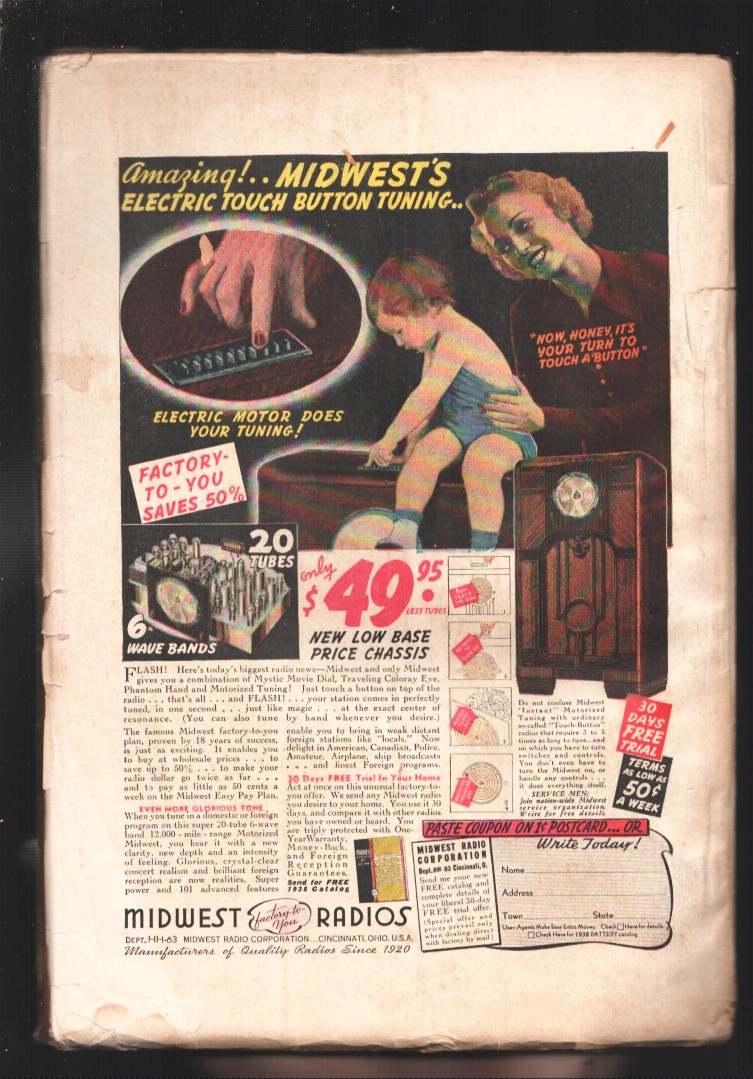 Amazing!.. MIDWEST'S
ELECTRIC TOUCH BUTTON TUNING..
"NOW, HONEY, IT'S
YOUR TURN TO
TOUCH A BUTTON"
ELECTRIC MOTOR DOES
YOUR TUNING!
FACTORY-
TO-YOU
SAVES 50%
20
TUBES
6
WAVE BANDS
only
$49.95
LESS TUBES
NEW LOW BASE
PRICE CHASSIS
FLASH! Here's today's biggest radio news—Midwest and only Midwest
gives you a combination of Mystic Movie Dial, Traveling Coloray Eye,
Phantom Hand and Motorized Tuning! Just touch a button on top of the
radio . . . that's all . . . and FLASH! . . . your station comes in perfectly
tuned, in one second . . . just like magic . . . at the exact center of
resonance. (You can also tune by hand whenever you desire.)
The famous Midwest factory-to-you
plan, proven by 18 years of success,
is just as exciting. It enables you
to buy at wholesale prices . . . to
save up to 50% . . . to make your
radio dollar go twice as far . . .
and to pay as little as 50 cents a
week on the Midwest Easy Pay Plan.
EVEN MORE GLORIOUS TONE
When you tune in a domestic or foreign
program on this super 20-tube 6-wave
band 12,000 - mile - range Motorized
Midwest, you hear it with a new
clarity, new depth and an intensity
of feeling. Glorious, crystal-clear
concert realism and brilliant foreign
reception are now realities. Super
power and 101 advanced features
enable you to bring in weak distant
foreign stations like "locals." Now
delight in American, Canadian, Police,
Amateur, Airplane, ship broadcasts
. . . and finest Foreign programs.
30 Days FREE Trial In Your Home
Act at once on this unusual factory-to-
you offer. We send any Midwest radio
you desire to your home. You use it 30
days, and compare it with other radios
you have owned or heard. You
are triply protected with One-
Year Warranty,
Money-Back,
and Foreign
Reception
Guarantees.
Send for FREE
1938 Catalog
Do not confuse Midwest
"Instant" Motorized
Tuning with ordinary
so-called "Touch-Button"
radios that require 3 to 5
times as long to tune...and
on which you have to turn
switches and controls.
You don't even have to
turn the Midwest on, or
handle any controls . . .
it does everything itself.
SERVICE MEN:
Join nation-wide Midwest
service organization.
Write for free details.
30
DAYS
FREE
TRIAL
TERMS
AS LOW AS
50¢
A WEEK
PASTE COUPON ON 1¢ POSTCARD... OR
Write Today!
MIDWEST RADIO
CORPORATION
Dept. HH-63 Cincinnati, O.
Send me your new
FREE catalog and
complete details of
your liberal 30-day
FREE trial offer.
(Special offer and
prices prevail only
when dealing direct
with factory by mail.)
Name
Address
Town State
User-Agents Make Easy Extra Money. Check Here for details
Check Here for 1938 BATTERY catalog
MIDWEST factory-to-You RADIOS
DEPT. HH-63 MIDWEST RADIO CORPORATION...CINCINNATI, OHIO, U.S.A.
Manufacturers of Quality Radios Since 1920